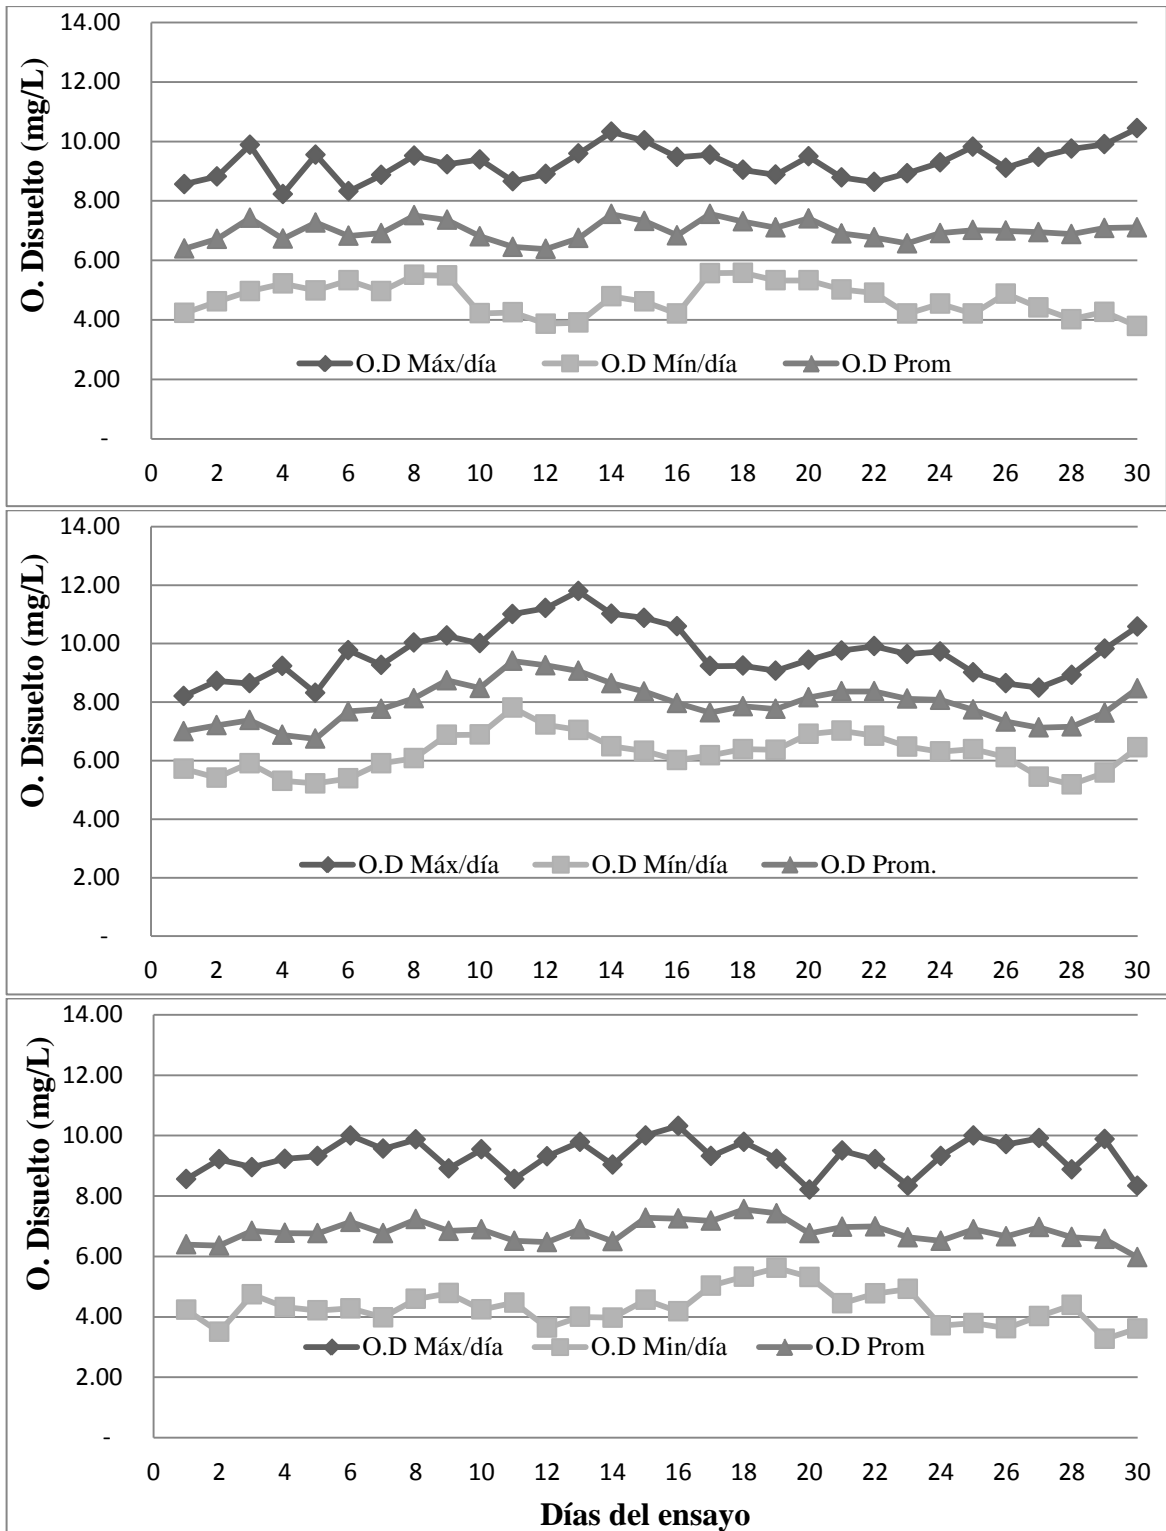 O. Disuelto (mg/L)
14.00
12.00
10.00
8.00
6.00
4.00
2.00
-
O.D Máx/día O.D Mín/día O.D Prom
0 2 4 6 8 10 12 14 16 18 20 22 24 26 28 30
O. Disuelto (mg/L)
14.00
12.00
10.00
8.00
6.00
4.00
2.00
-
O.D Máx/día O.D Mín/día O.D Prom.
0 2 4 6 8 10 12 14 16 18 20 22 24 26 28 30
O. Disuelto (mg/L)
14.00
12.00
10.00
8.00
6.00
4.00
2.00
-
O.D Máx/día O.D Min/día O.D Prom
0 2 4 6 8 10 12 14 16 18 20 22 24 26 28 30
Días del ensayo